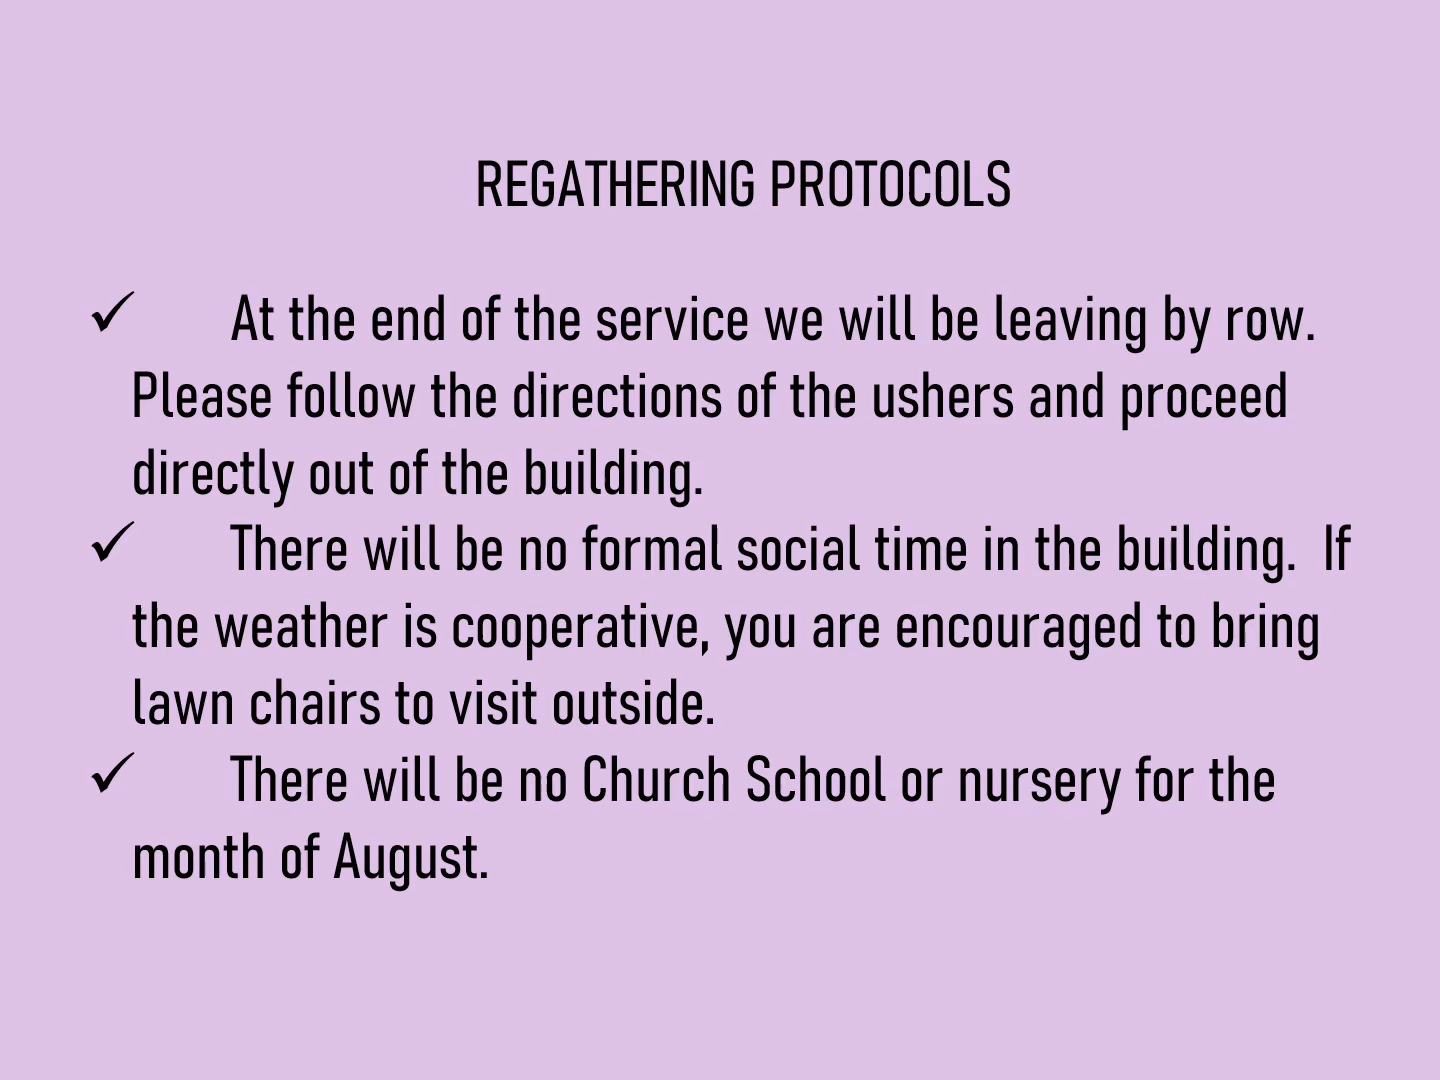 REGATHERING PROTOCOLS
✓ At the end of the service we will be leaving by row.
Please follow the directions of the ushers and proceed
directly out of the building.
✓ There will be no formal social time in the building.  If
the weather is cooperative, you are encouraged to bring
lawn chairs to visit outside.
✓ There will be no Church School or nursery for the
month of August.